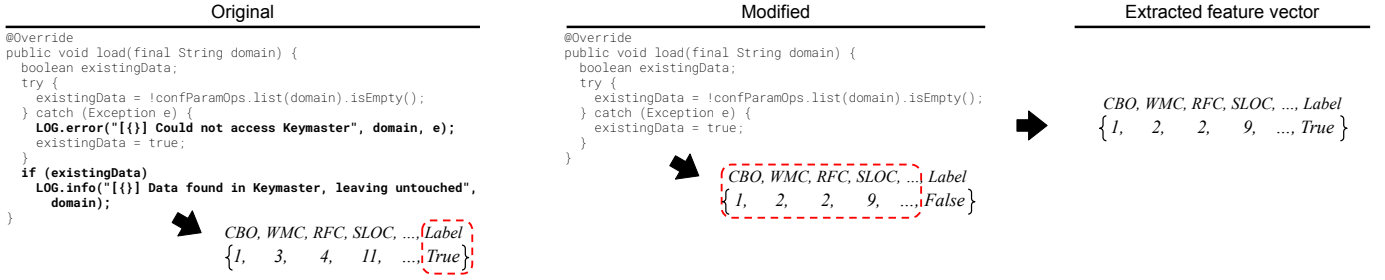 Original
@Override
public void load(final String domain) {
boolean existingData;
try {
existingData = !confParamOps.list(domain).isEmpty();
} catch (Exception e) {
LOG.error("[{}] Could not access Keymaster", domain, e);
existingData = true;
}
if (existingData)
LOG.info("[{}] Data found in Keymaster, leaving untouched",
domain);
}
CBO, WMC, RFC, SLOC, ..., Label
{1, 3, 4, 11, ..., True}
Modified
@Override
public void load(final String domain) {
boolean existingData;
try {
existingData = !confParamOps.list(domain).isEmpty();
} catch (Exception e) {
existingData = true;
}
}
CBO, WMC, RFC, SLOC, ..., Label
{1, 2, 2, 9, ..., False}
Extracted feature vector
CBO, WMC, RFC, SLOC, ..., Label
{1, 2, 2, 9, ..., True}